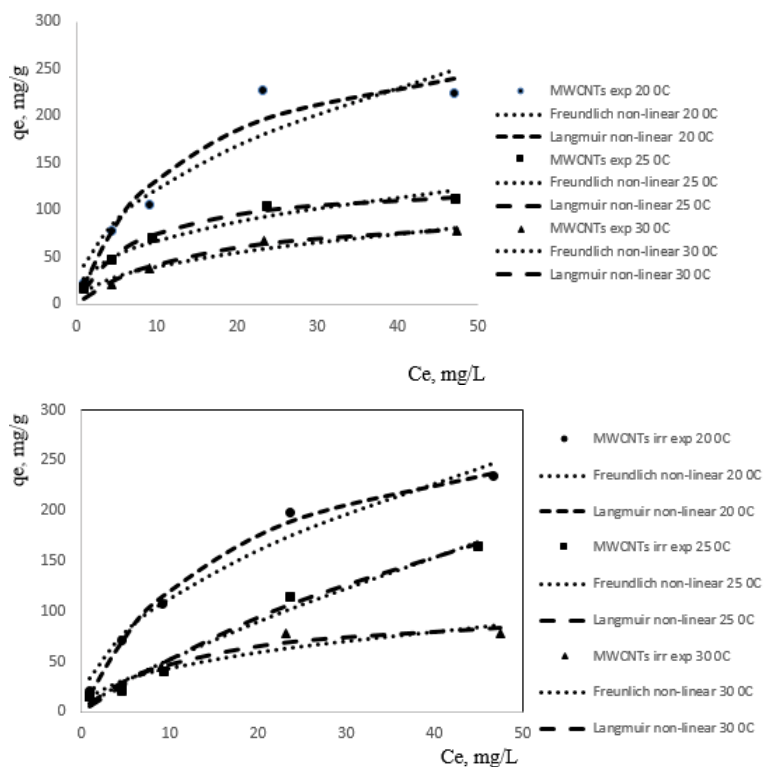 300
250
200
150
100
50
0
qe, mg/g
0 10 20 30 40 50
Ce, mg/L
MWCNTs exp 20 0C
Freundlich non-linear 20 0C
Langmuir non-linear 20 0C
MWCNTs exp 25 0C
Freundlich non-linear 25 0C
Langmuir non-linear 25 0C
MWCNTs exp 30 0C
Freundlich non-linear 30 0C
Langmuir non-linear 30 0C
300
250
200
150
100
50
0
qe, mg/g
0 10 20 30 40 50
Ce, mg/L
MWCNTs irr exp 20 0C
Freundlich non-linear 20 0C
Langmuir non-linear 20 0C
MWCNTs irr exp 25 0C
Freundlich non-linear 25 0C
Langmuir non-linear 25 0C
MWCNTs irr exp 30 0C
Freunlich non-linear 30 0C
Langmuir non-linear 30 0C